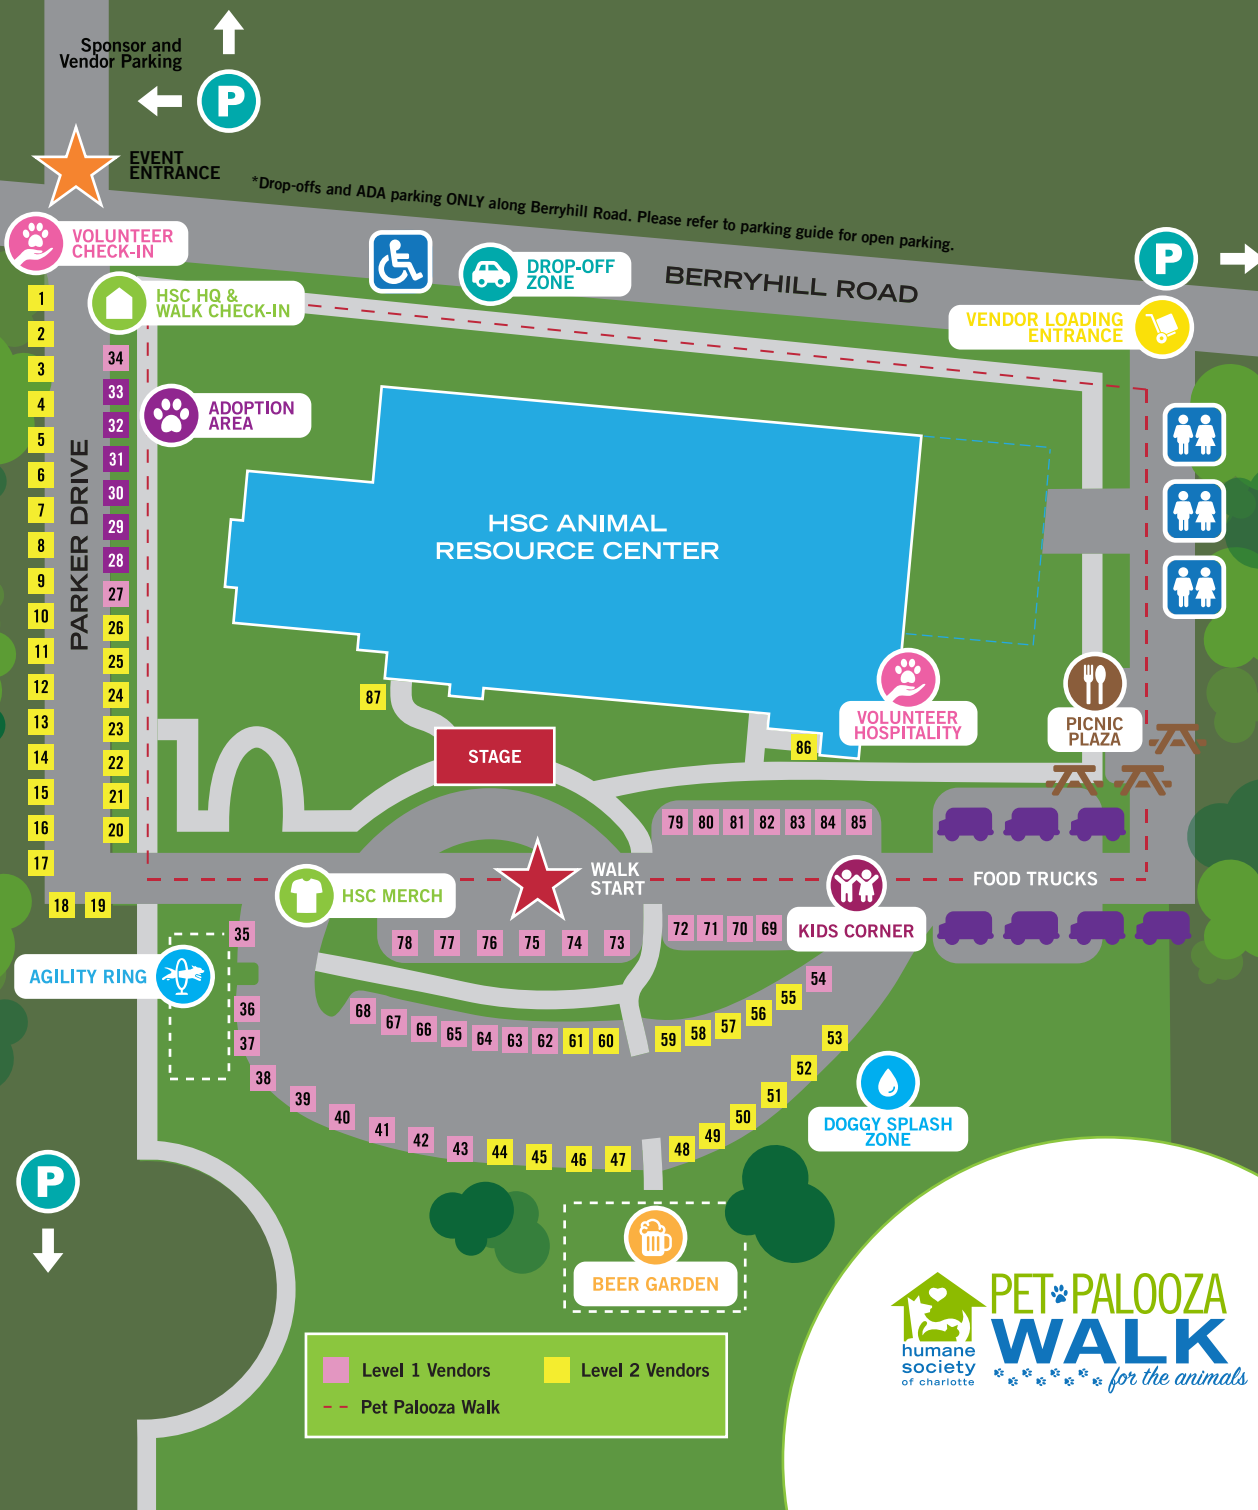 Sponsor and
Vendor Parking
P
EVENT
ENTRANCE
*Drop-offs and ADA parking ONLY along Berryhill Road. Please refer to parking guide for open parking.
VOLUNTEER
CHECK-IN
HSC HQ &
WALK CHECK-IN
DROP-OFF
ZONE
BERRYHILL ROAD
P
VENDOR LOADING
ENTRANCE
1
2
3
4
5
6
7
8
9
10
11
12
13
14
15
16
17
18
19
PARKER DRIVE
34
33
32
31
30
29
28
27
26
25
24
23
22
21
20
ADOPTION
AREA
HSC ANIMAL
RESOURCE CENTER
87
STAGE
86
VOLUNTEER
HOSPITALITY
PICNIC
PLAZA
79 80 81 82 83 84 85
WALK
START
HSC MERCH
FOOD TRUCKS
KIDS CORNER
78 77 76 75 74 73
72 71 70 69
35
AGILITY RING
36
37
38
39
40
41
42
43
44
45
46
47
48
49
50
51
52
53
54
55
56
57
58
59
60
61
62
63
64
65
66
67
68
DOGGY SPLASH
ZONE
P
BEER GARDEN
Level 1 Vendors
Level 2 Vendors
Pet Palooza Walk
humane
society
of charlotte
PET PALOOZA
WALK
for the animals